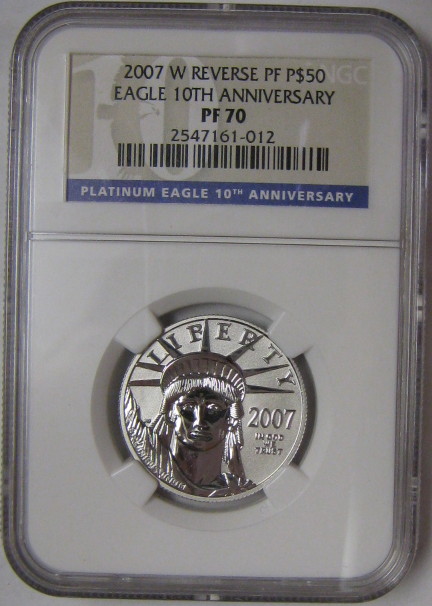 NGC
2007 W REVERSE PF P$50
EAGLE 10TH ANNIVERSARY
PF 70
2547161-012
PLATINUM EAGLE 10TH ANNIVERSARY
LIBERTY
2007
IN GOD
WE
TRUST